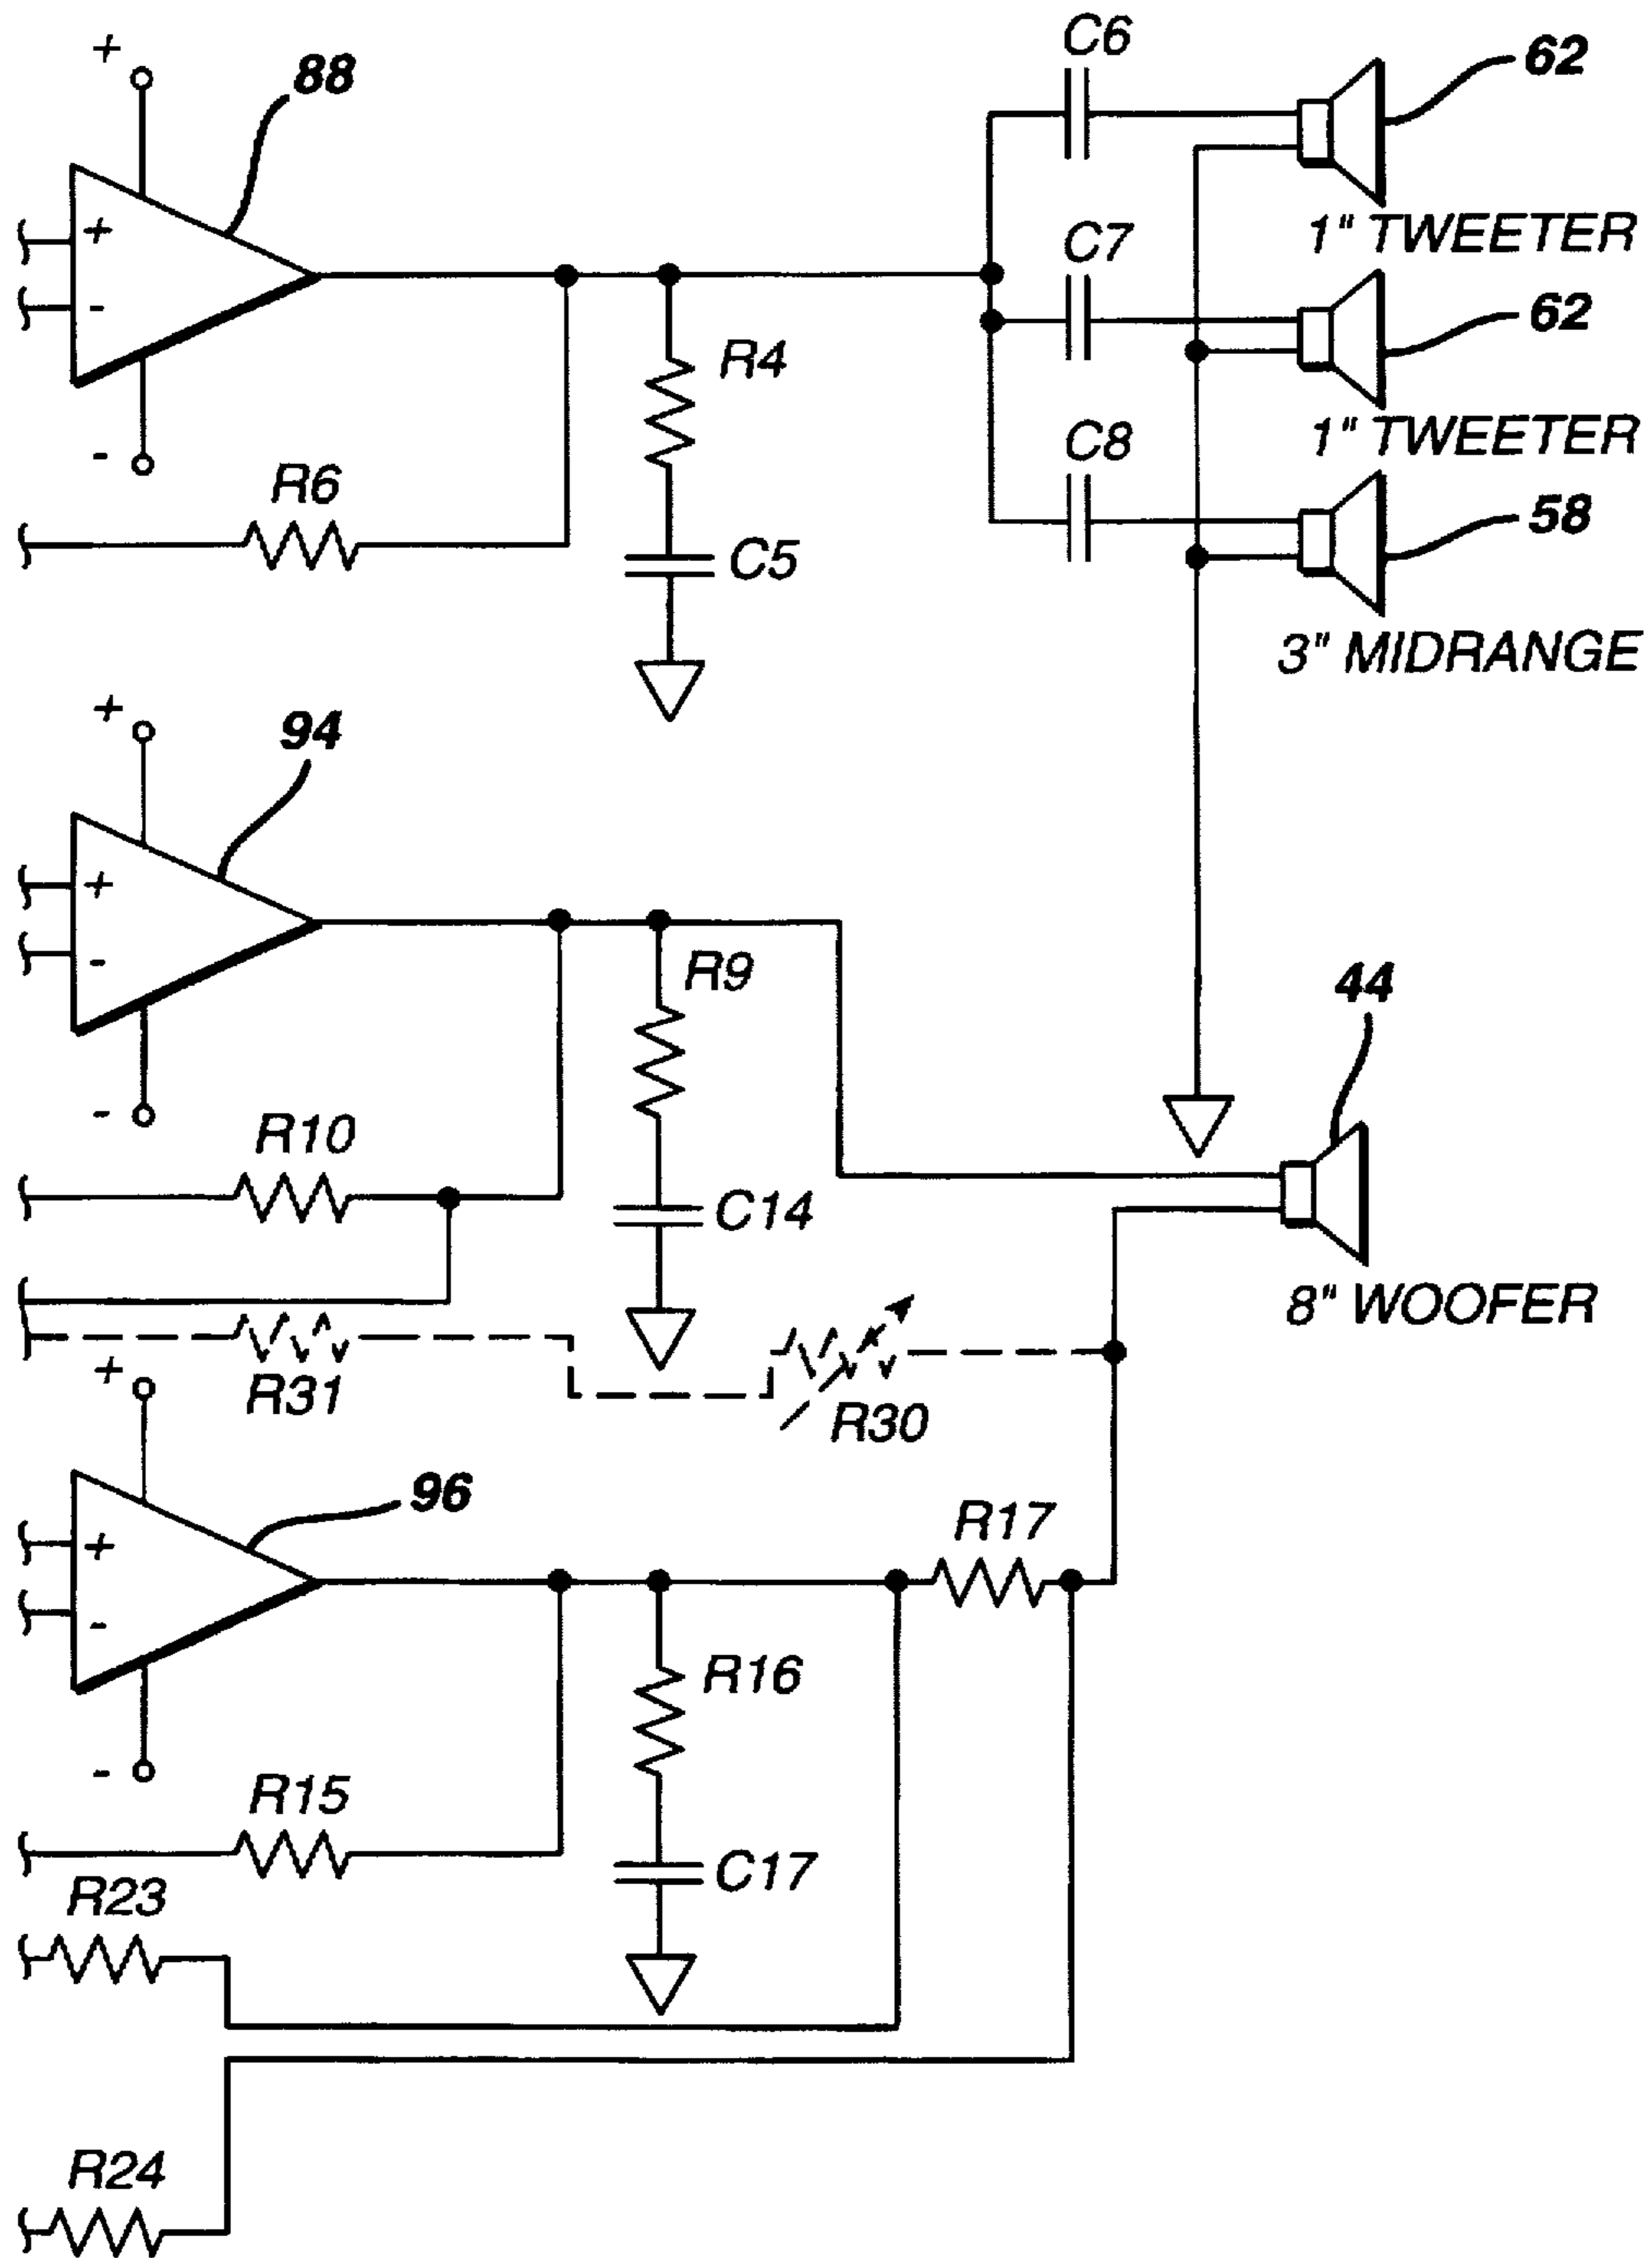 C6
+
88
62
+
-
1" TWEETER
C7
62
R4
1" TWEETER
C8
-
R6
58
C5
3" MIDRANGE
+
94
+
-
R9
44
-
R10
C14
8" WOOFER
+
R31
R30
96
R17
+
-
R16
-
R15
C17
R23
R24